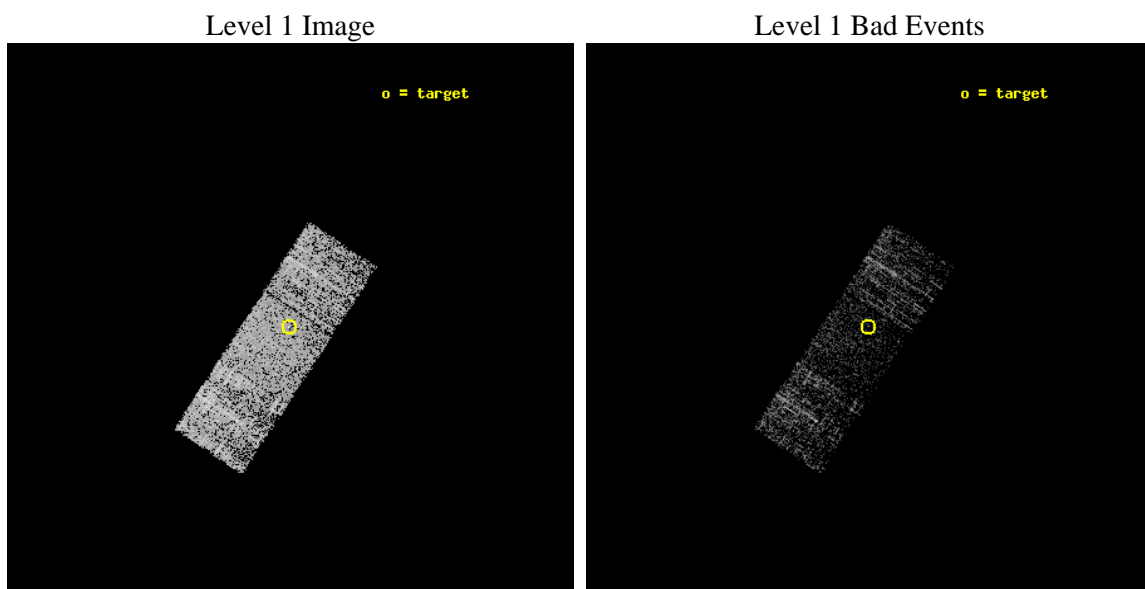 Level 1 Image
Level 1 Bad Events
o = target
o = target